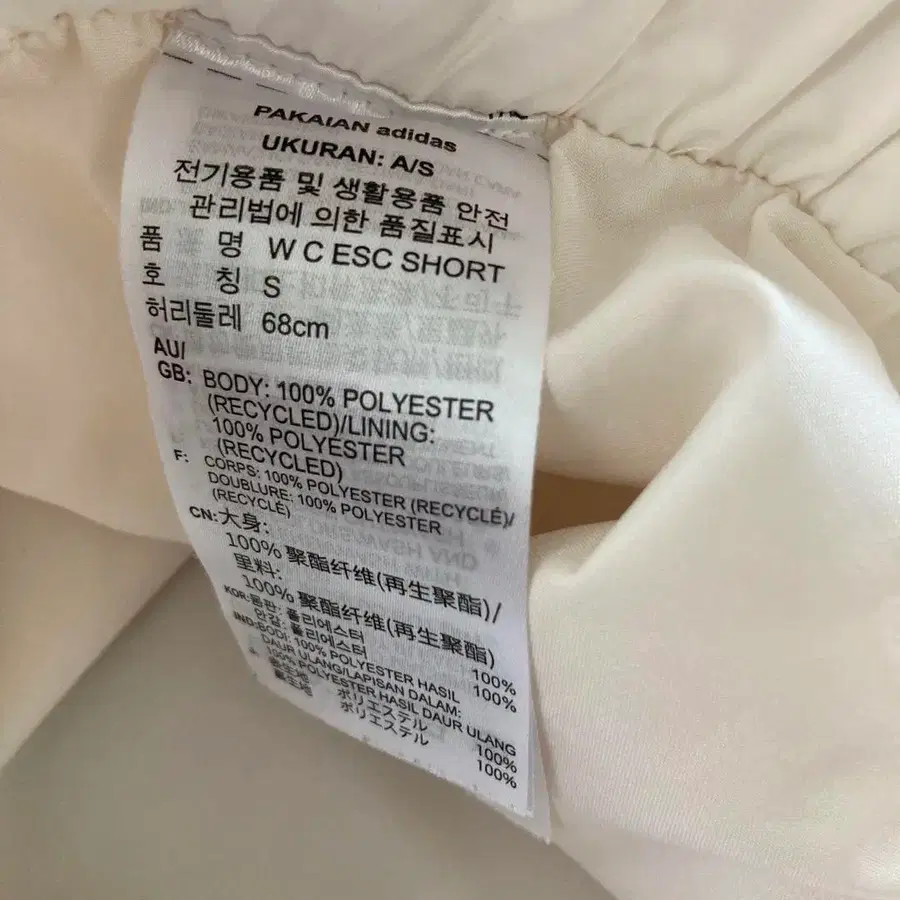 PAKAIAN adidas
UKURAN: A/S
전기용품 및 생활용품 안전
관리법에 의한 품질표시
품 명 W C ESC SHORT
호 칭 S
허리둘레 68cm
AU/
GB: BODY: 100% POLYESTER
(RECYCLED)/LINING:
100% POLYESTER
(RECYCLED)
F: CORPS: 100% POLYESTER (RECYCLÉ)/
DOUBLURE: 100% POLYESTER
(RECYCLÉ)
CN:大身:
100% 聚酯纤维(再生聚酯)/
里料:
100% 聚酯纤维(再生聚酯)
KOR:몸판: 폴리에스터 100%
안감: 폴리에스터 100%
IND:BODI: 100% POLYESTER HASIL
DAUR ULANG/LAPISAN DALAM:
100% POLYESTER HASIL DAUR ULANG
表生地 ポリエステル 100%
裏生地 ポリエステル 100%